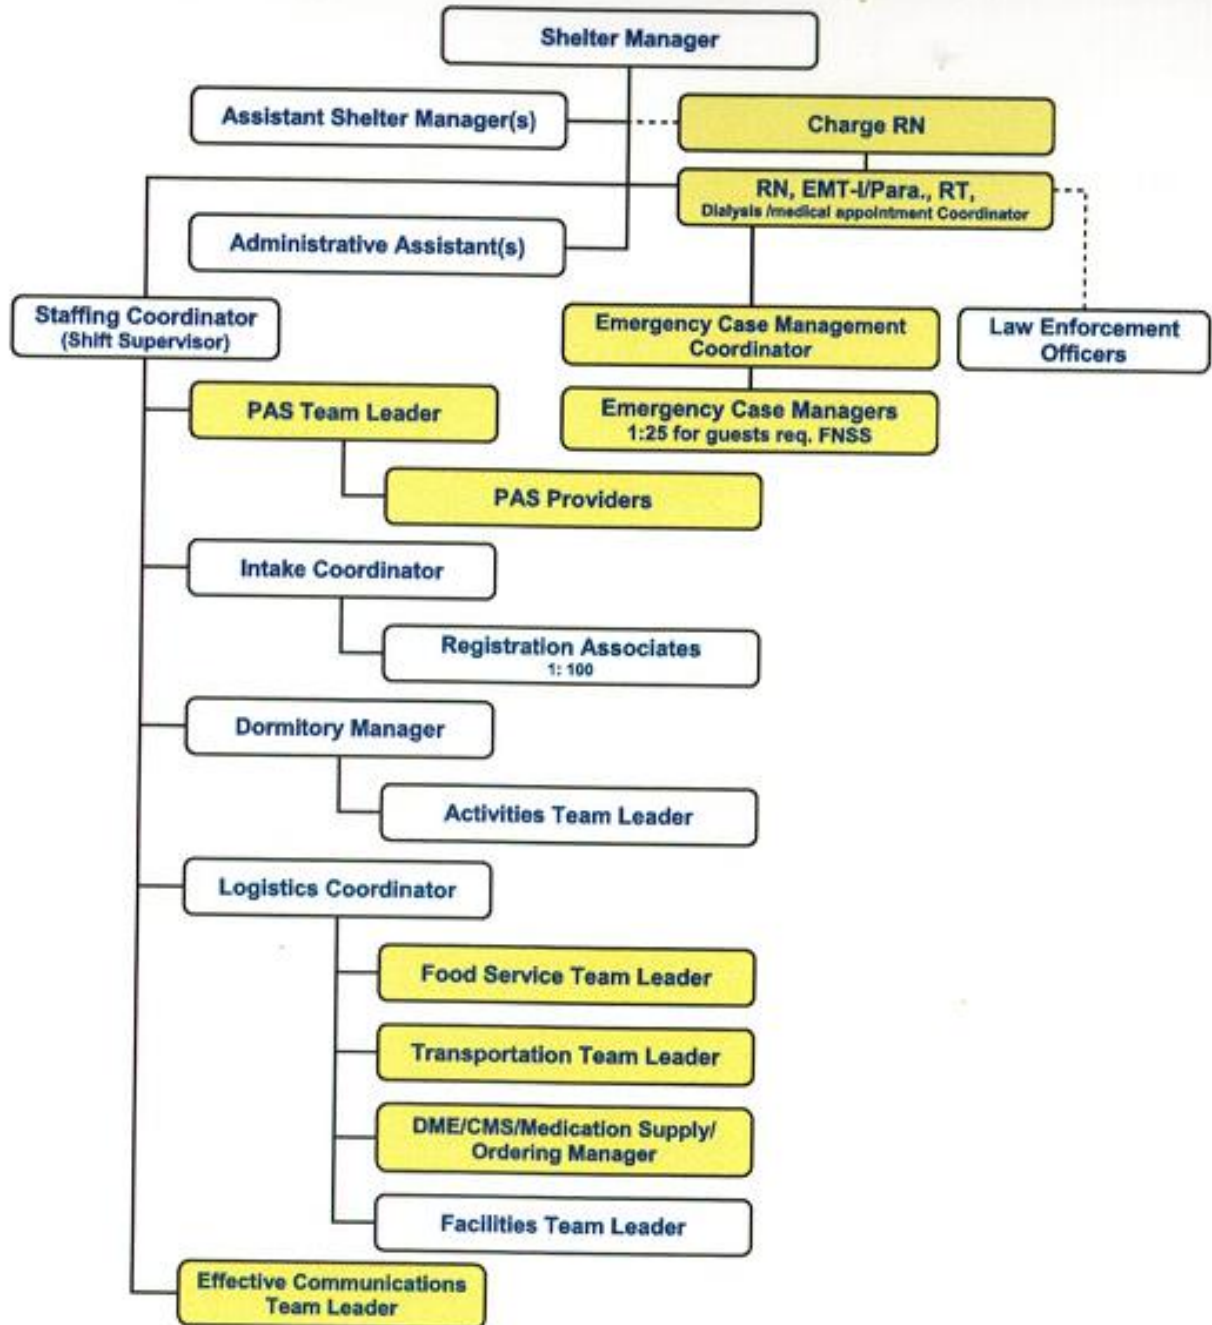 Shelter Manager
Assistant Shelter Manager(s)
Charge RN
RN, EMT-I/Para., RT,
Dialysis /medical appointment Coordinator
Administrative Assistant(s)
Staffing Coordinator
(Shift Supervisor)
Emergency Case Management
Coordinator
Law Enforcement
Officers
PAS Team Leader
Emergency Case Managers
1:25 for guests req. FNSS
PAS Providers
Intake Coordinator
Registration Associates
1: 100
Dormitory Manager
Activities Team Leader
Logistics Coordinator
Food Service Team Leader
Transportation Team Leader
DME/CMS/Medication Supply/
Ordering Manager
Facilities Team Leader
Effective Communications
Team Leader